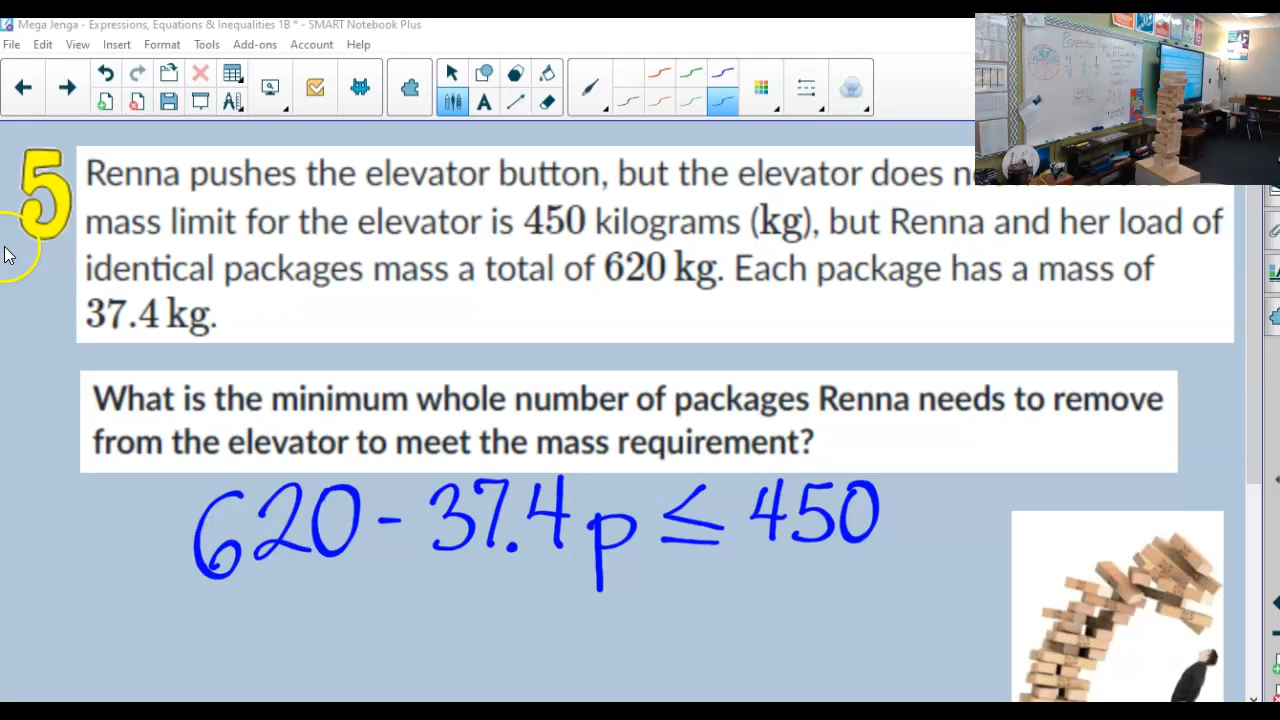 Mega Jenga - Expressions, Equations & Inequalities 1B * - SMART Notebook Plus
File Edit View Insert Format Tools Add-ons Account Help
5
Renna pushes the elevator button, but the elevator does
mass limit for the elevator is 450 kilograms (kg), but Renna and her load of
identical packages mass a total of 620 kg. Each package has a mass of
37.4 kg.
What is the minimum whole number of packages Renna needs to remove
from the elevator to meet the mass requirement?
620 - 37.4p ≤ 450